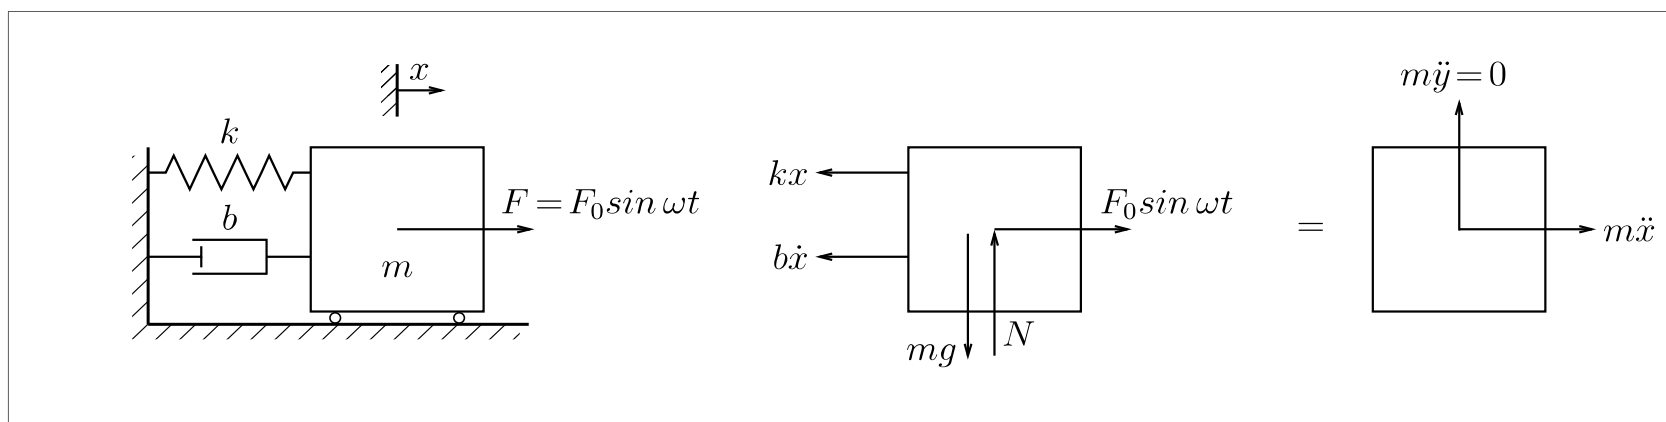 x
k
b
F = F₀sin ωt
m
kx
bẋ
F₀sin ωt
mg
N
=
mÿ = 0
mẍ